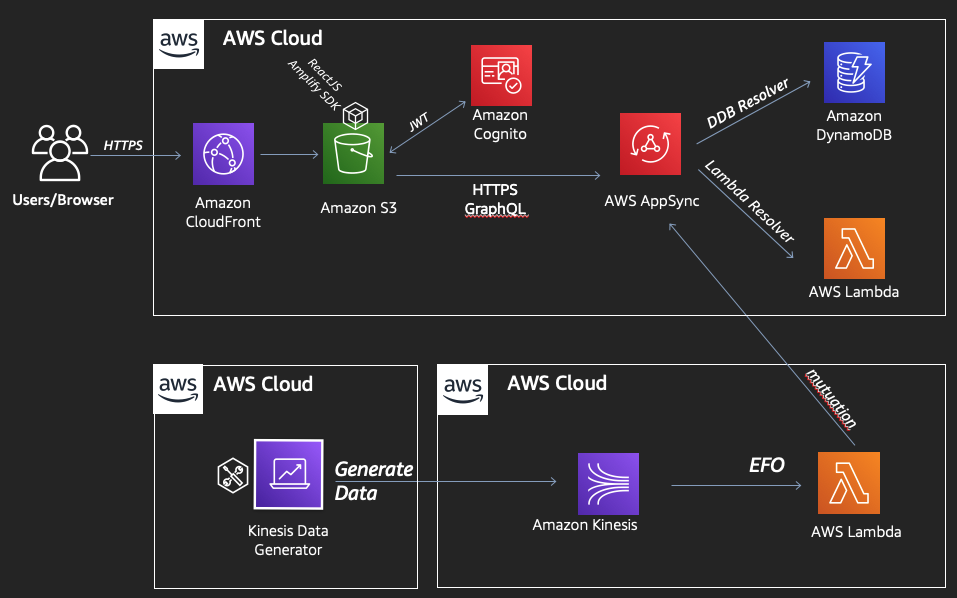 aws
AWS Cloud
ReactJS
Amplify SDK
Amazon
Cognito
JWT
DDB Resolver
Amazon
DynamoDB
HTTPS
Users/Browser
Amazon
CloudFront
Amazon S3
HTTPS
GraphQL
AWS AppSync
Lambda Resolver
AWS Lambda
aws
AWS Cloud
Generate
Data
Kinesis Data
Generator
aws
AWS Cloud
mutuation
EFO
Amazon Kinesis
AWS Lambda